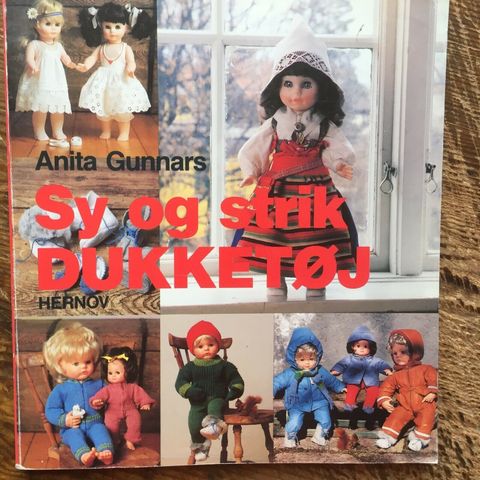 Anita Gunnars
Sy og strik
DUKKETØJ
HERNOV